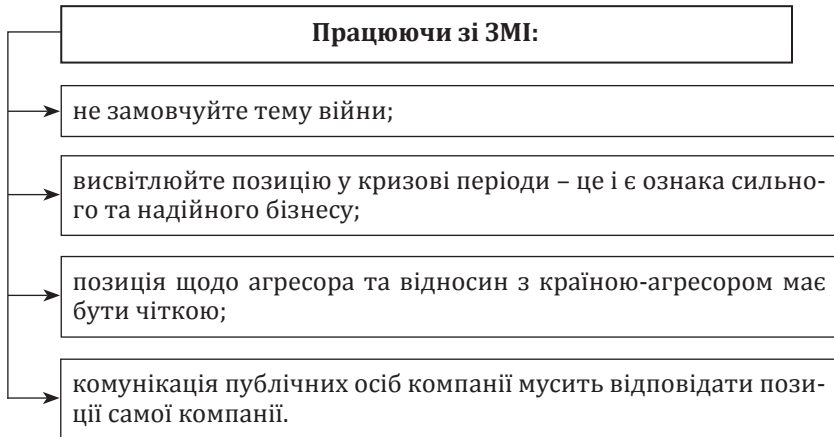 Працюючи зі ЗМІ:
не замовчуйте тему війни;
висвітлюйте позицію у кризові періоди – це і є ознака сильно-
го та надійного бізнесу;
позиція щодо агресора та відносин з країною-агресором має
бути чіткою;
комунікація публічних осіб компанії мусить відповідати пози-
ції самої компанії.